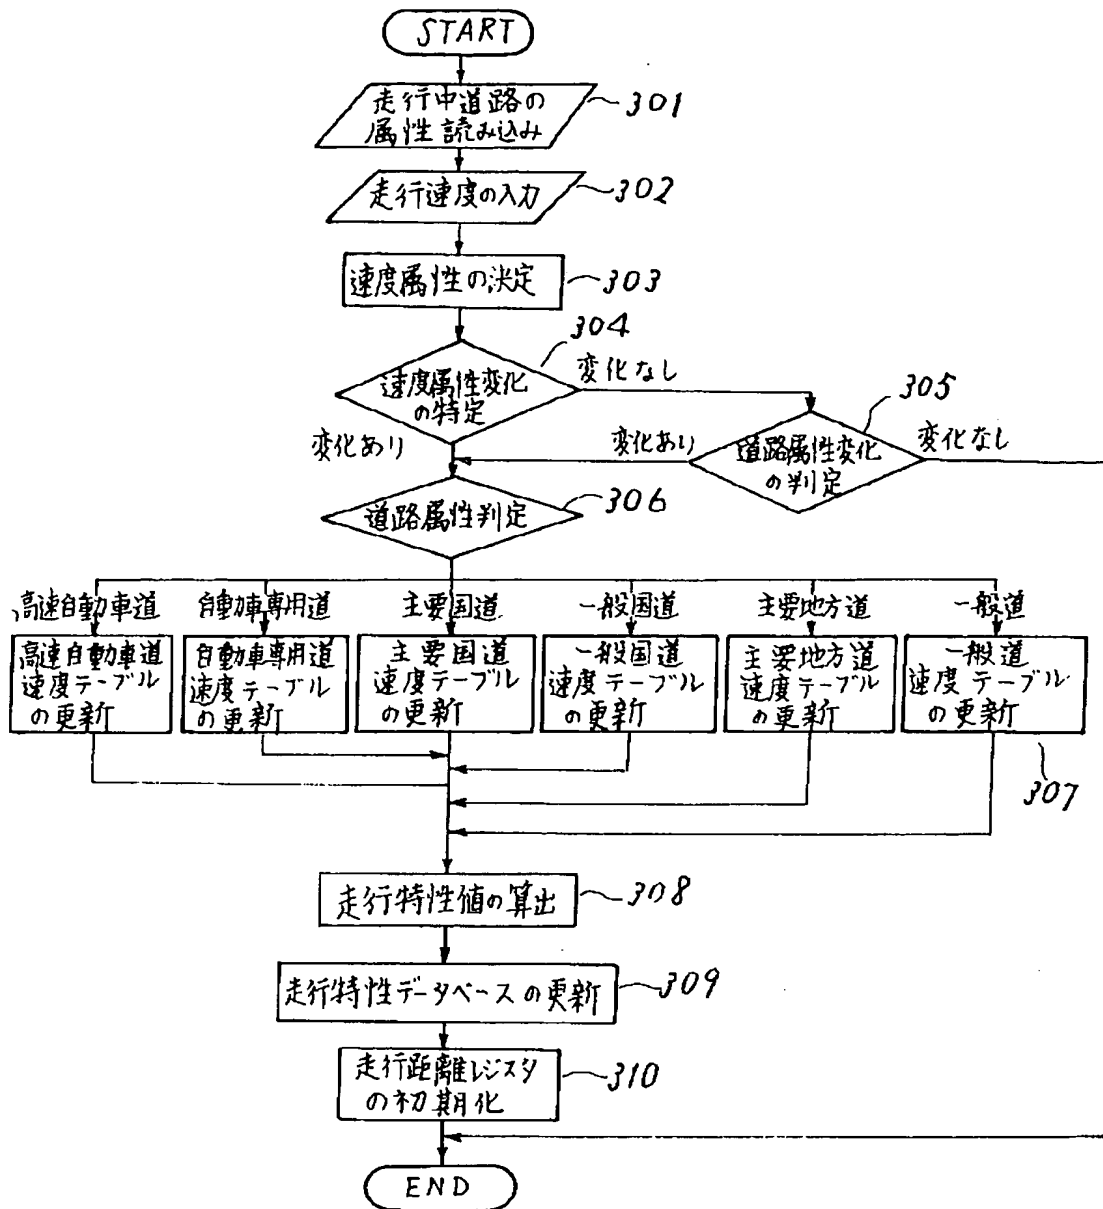 START
走行中道路の
属性読み込み
301
走行速度の入力
302
速度属性の決定
303
304
速度属性変化
の特定
変化なし
305
変化あり
変化あり
道路属性変化
の判定
変化なし
道路属性判定
306
高速自動車道
自動車専用道
主要国道
一般国道
主要地方道
一般道
高速自動車道
速度テーブル
の更新
自動車専用道
速度テーブル
の更新
主要国道
速度テーブル
の更新
一般国道
速度テーブル
の更新
主要地方道
速度テーブル
の更新
一般道
速度テーブル
の更新
307
走行特性値の算出
308
走行特性データベースの更新
309
走行距離レジスタ
の初期化
310
END